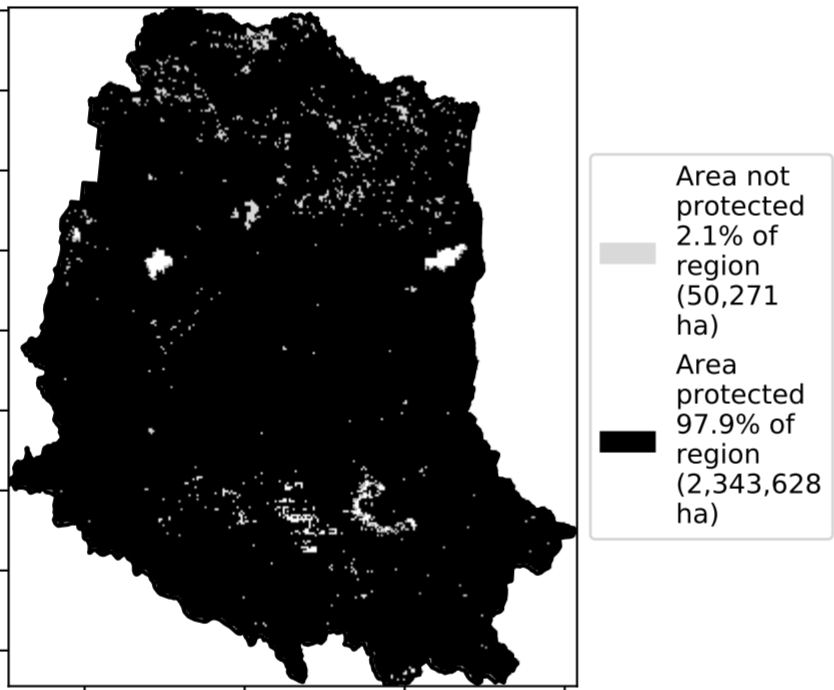 Area not
protected
2.1% of
region
(50,271
ha)
Area
protected
97.9% of
region
(2,343,628
ha)